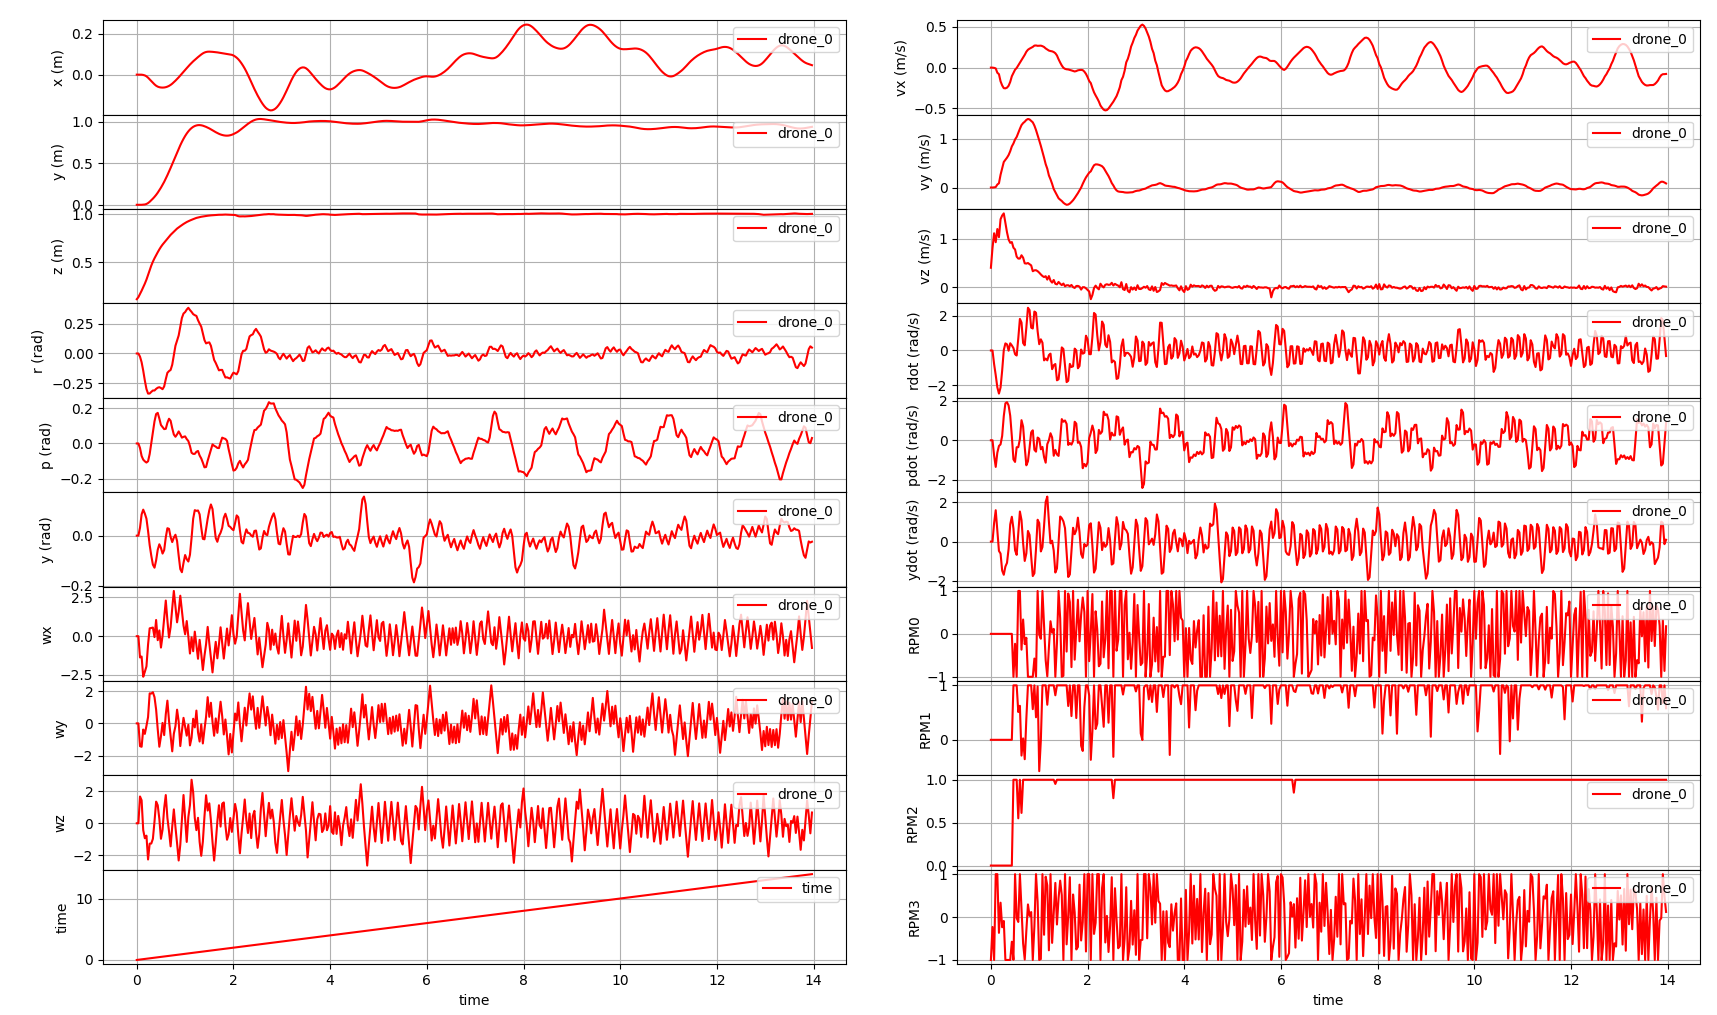 x (m)
0.2
0.0
drone_0
y (m)
1.0
0.5
0.0
drone_0
z (m)
1.0
0.5
drone_0
r (rad)
0.25
0.00
−0.25
drone_0
p (rad)
0.2
0.0
−0.2
drone_0
y (rad)
0.0
−0.2
drone_0
wx
2.5
0.0
−2.5
drone_0
wy
2
0
−2
drone_0
wz
2
0
−2
drone_0
time
10
0
time
0 2 4 6 8 10 12 14
time
vx (m/s)
0.5
0.0
−0.5
drone_0
vy (m/s)
1
0
drone_0
vz (m/s)
1
0
drone_0
rdot (rad/s)
2
0
−2
drone_0
pdot (rad/s)
2
0
−2
drone_0
ydot (rad/s)
2
0
−2
drone_0
RPM0
1
0
−1
drone_0
RPM1
1
0
drone_0
RPM2
1.0
0.5
0.0
drone_0
RPM3
1
0
−1
drone_0
0 2 4 6 8 10 12 14
time